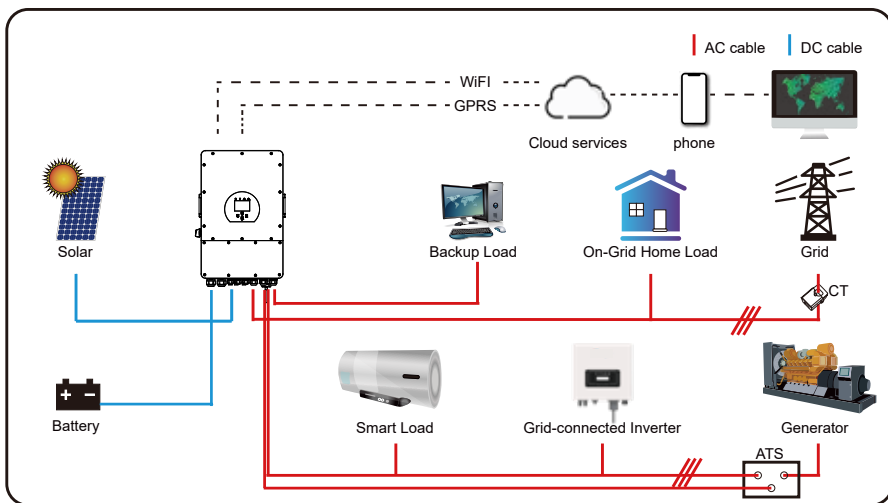 AC cable
DC cable
WiFI
GPRS
Cloud services
phone
Solar
Backup Load
On-Grid Home Load
Grid
CT
Battery
Smart Load
Grid-connected Inverter
Generator
ATS